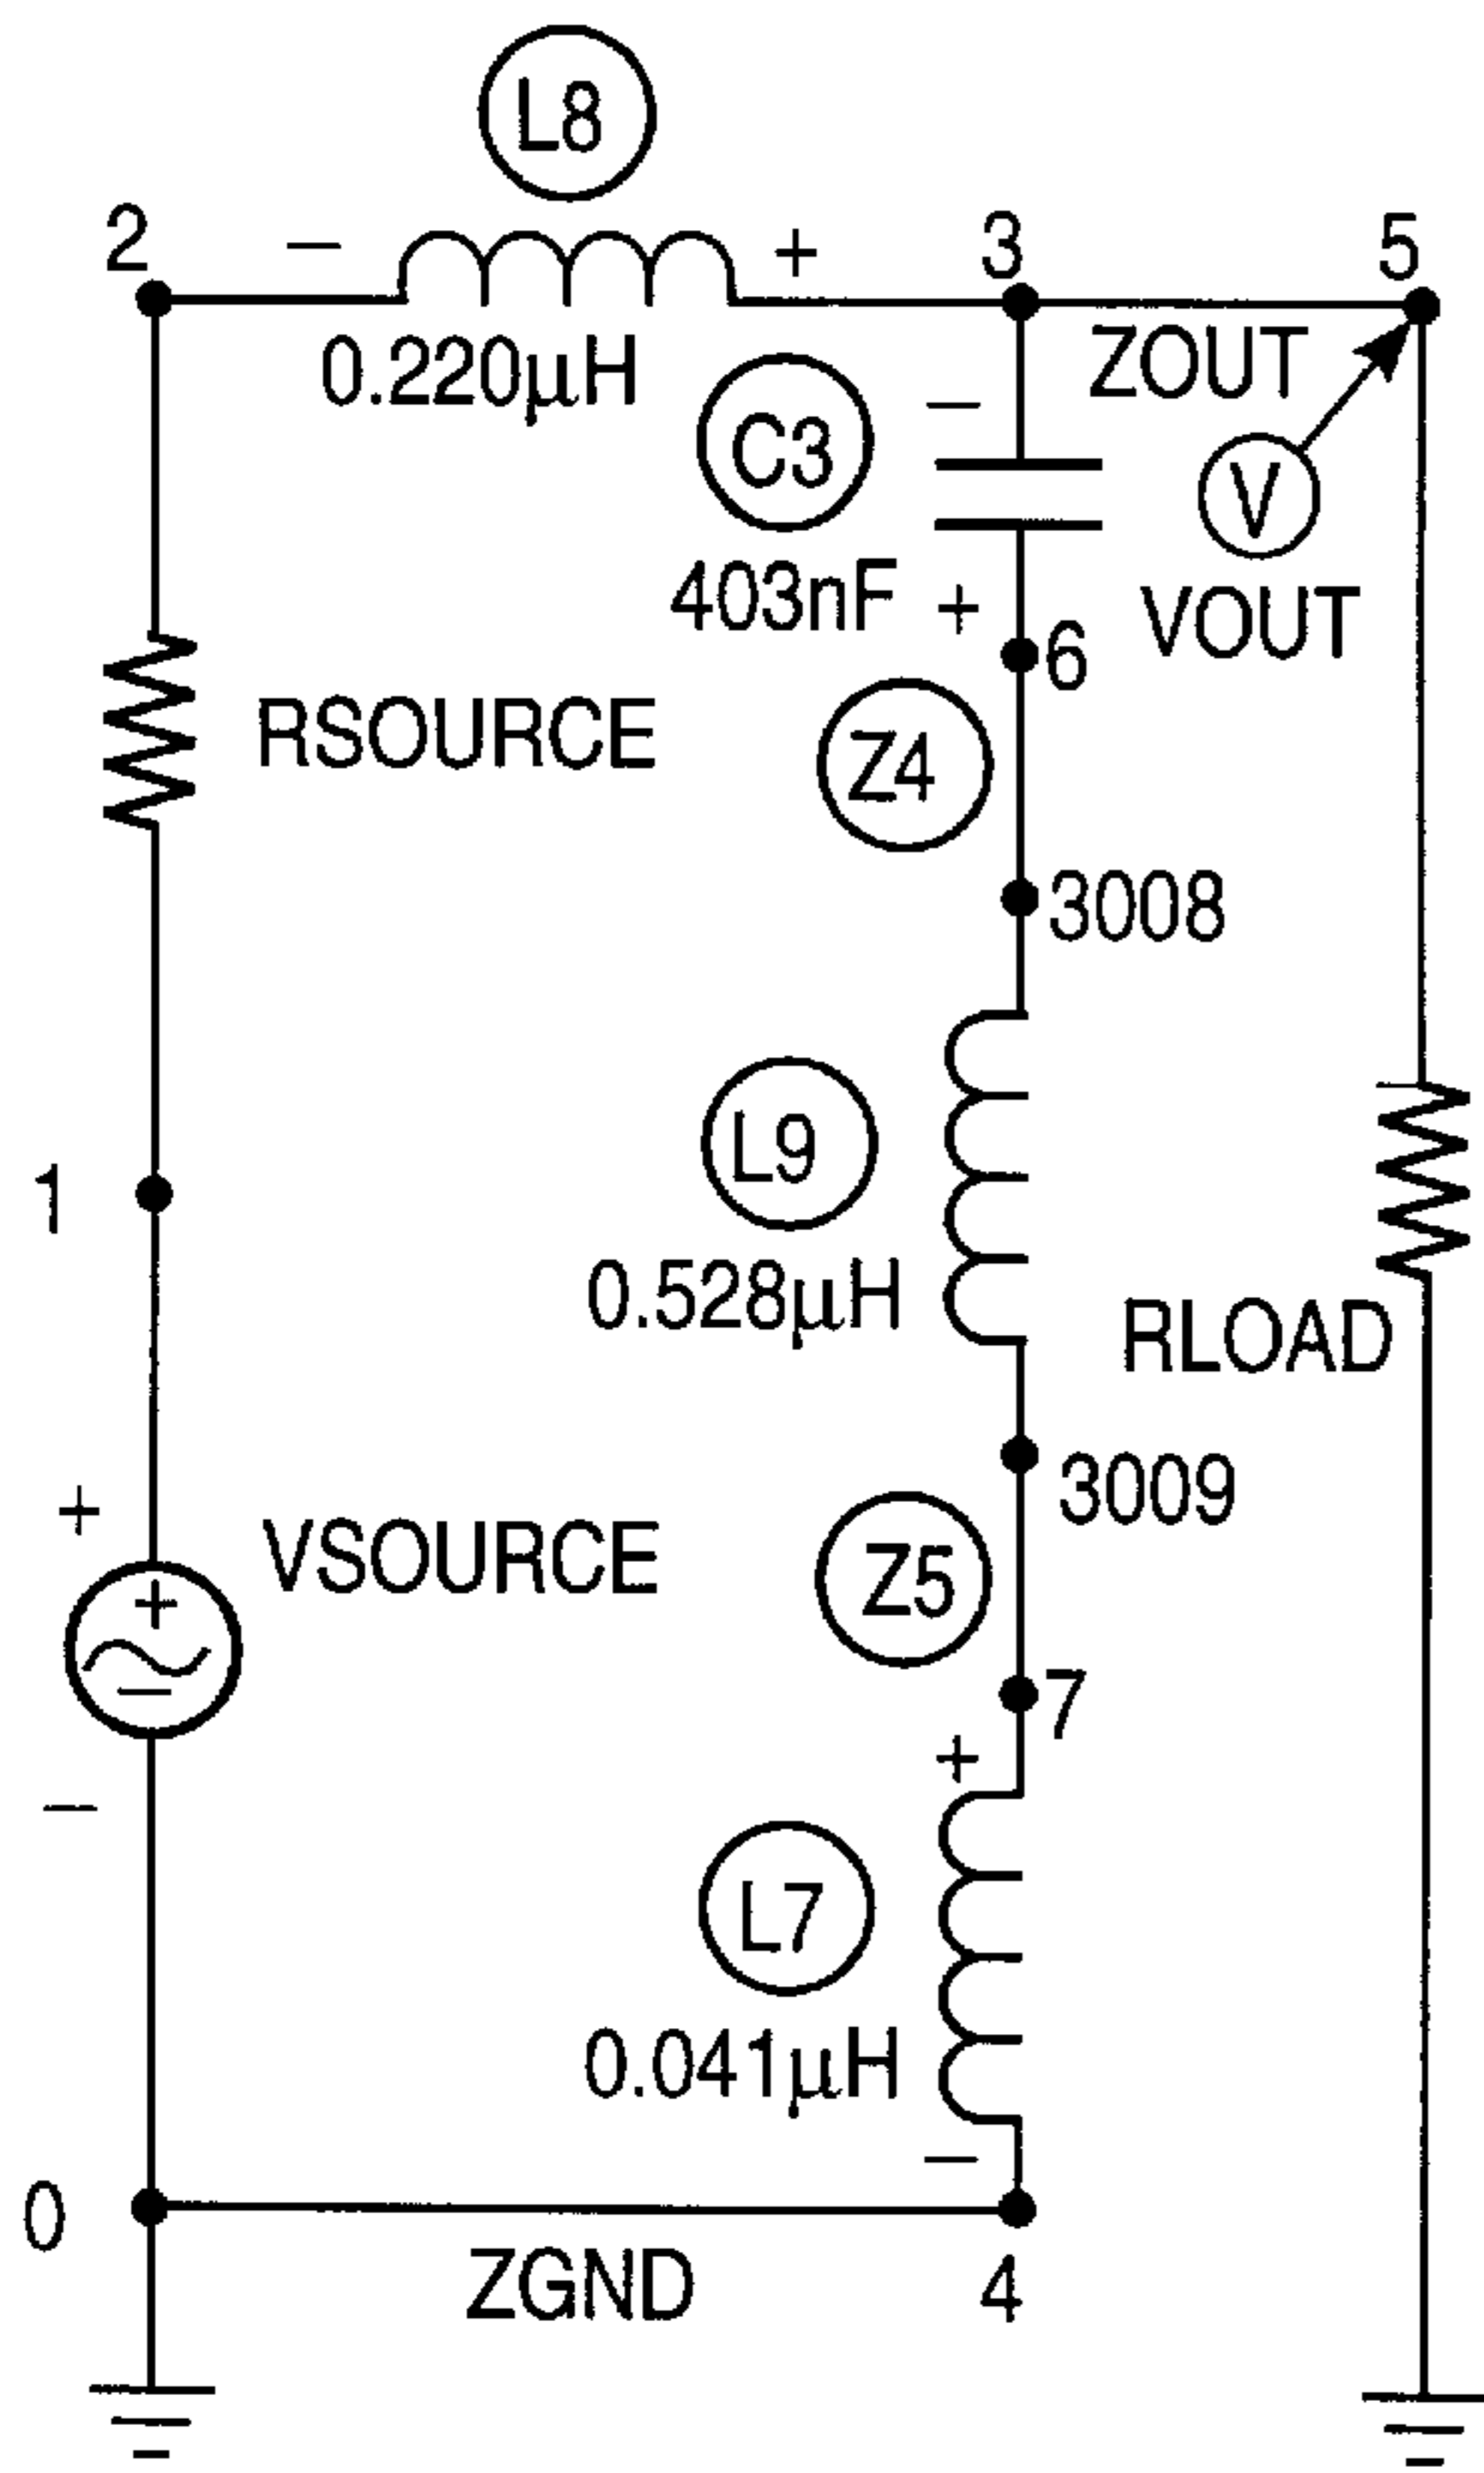 L8
2
−
+
3
5
0.220µH
ZOUT
−
C3
V
403nF
+
6
VOUT
RSOURCE
Z4
3008
L9
1
0.528µH
RLOAD
3009
+
VSOURCE
Z5
+
−
7
+
−
L7
0.041µH
−
0
ZGND
4